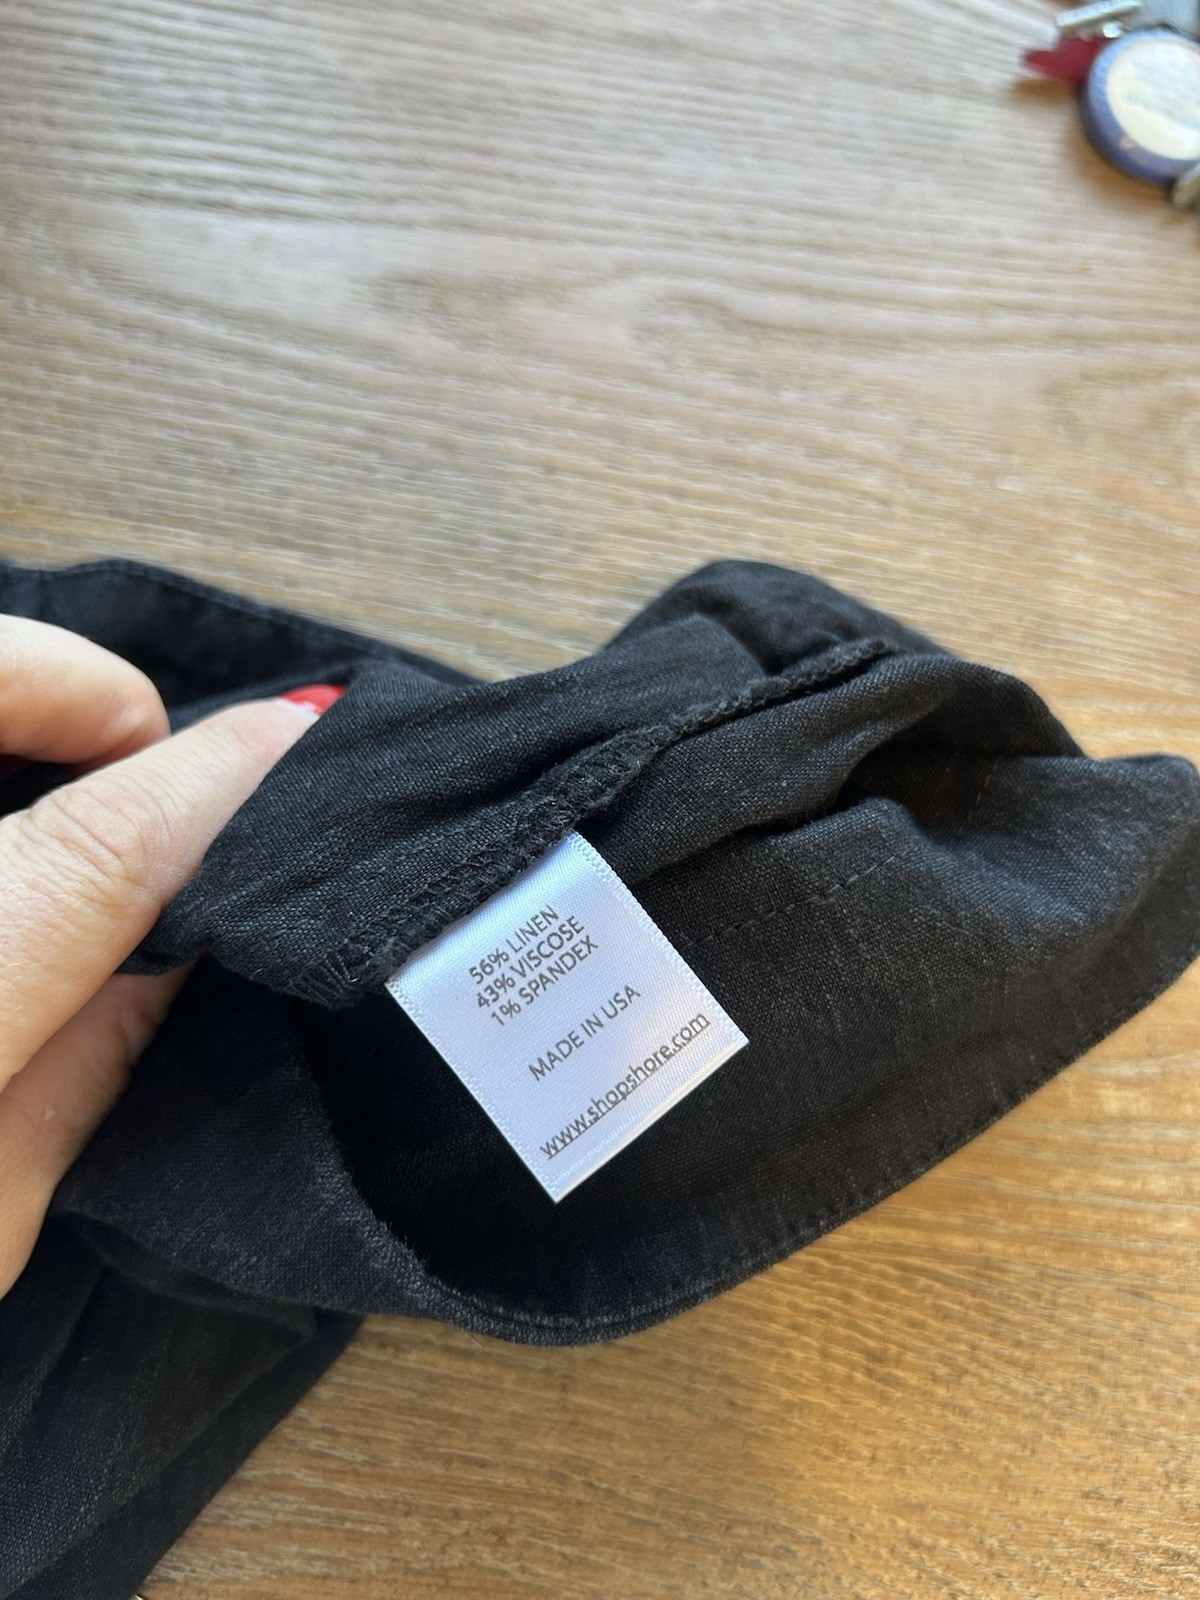 56% LINEN
43% VISCOSE
1% SPANDEX
MADE IN USA
www.shopshore.com